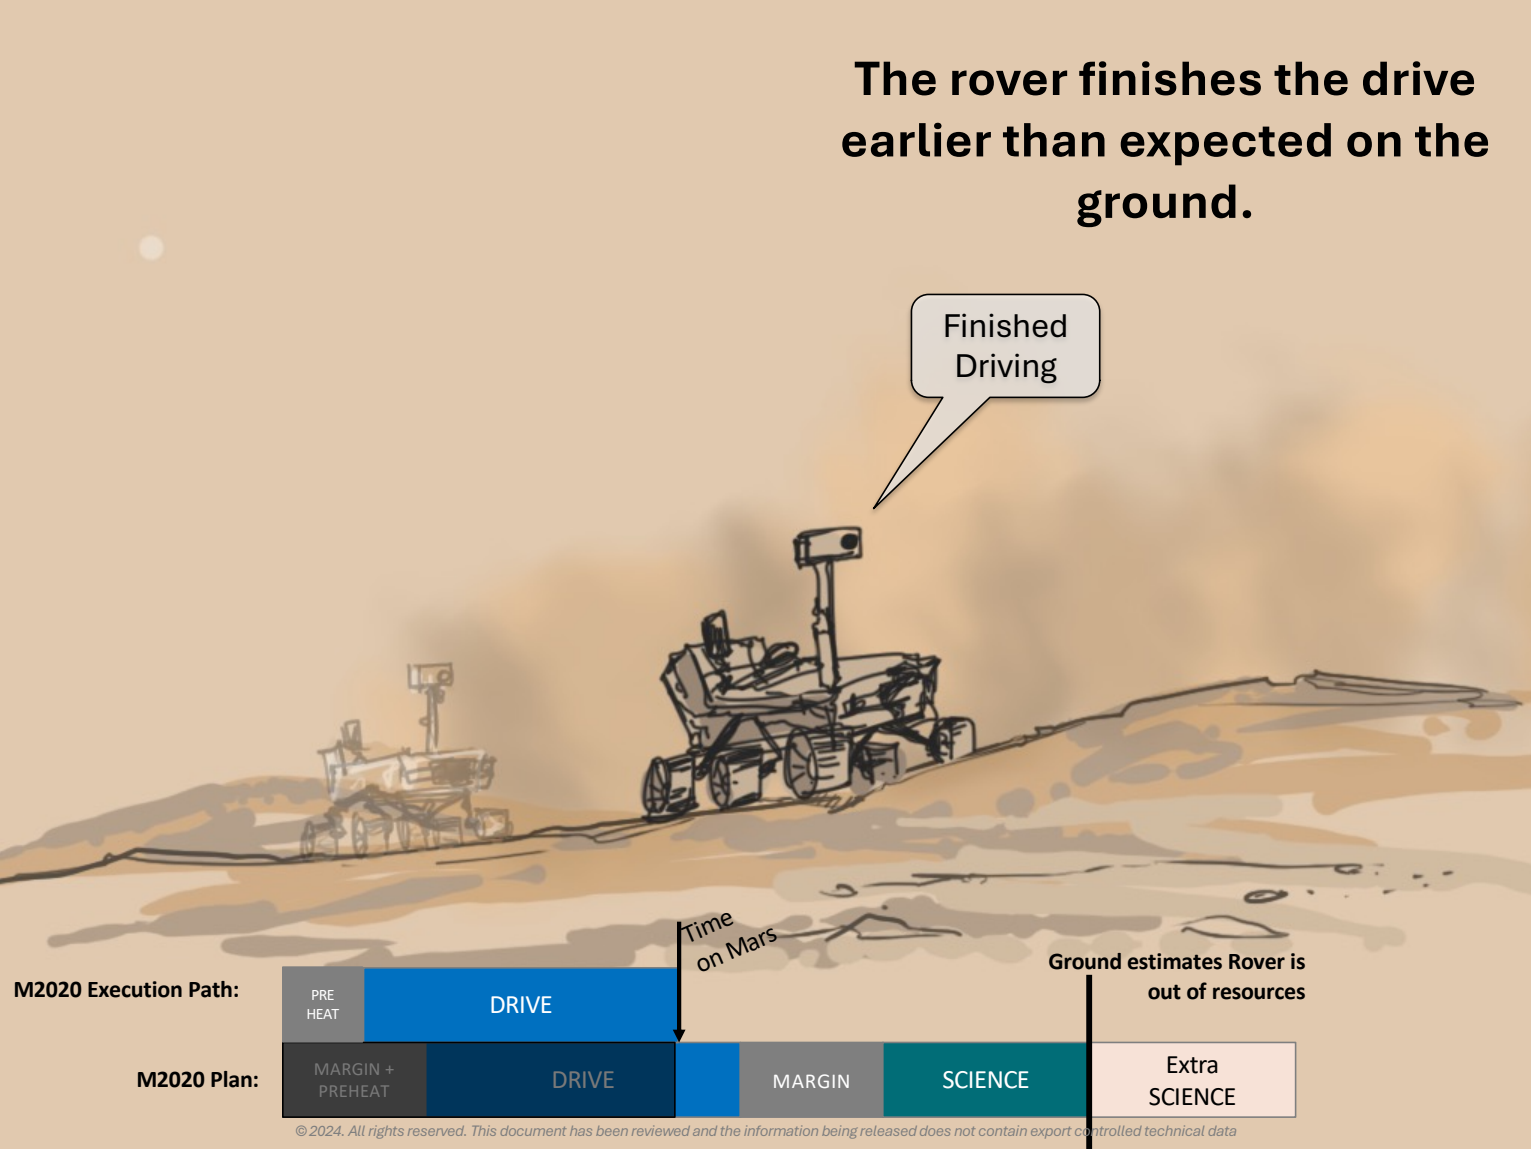 The rover finishes the drive
earlier than expected on the
ground.
Finished
Driving
Time
on Mars
Ground estimates Rover is
out of resources
M2020 Execution Path:
PRE
HEAT
DRIVE
M2020 Plan:
MARGIN +
PREHEAT
DRIVE
MARGIN
SCIENCE
Extra
SCIENCE
© 2024. All rights reserved. This document has been reviewed and the information being released does not contain export controlled technical data